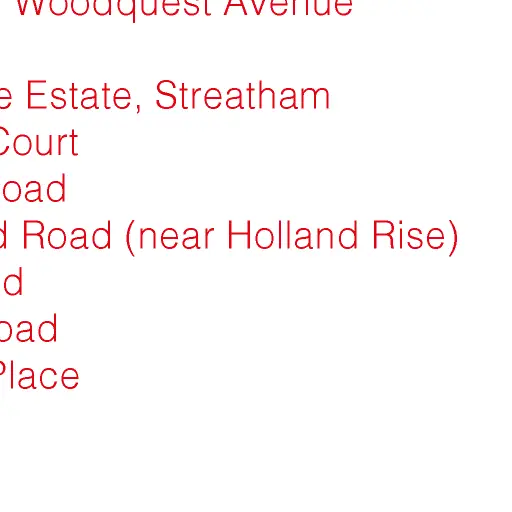 Woodquest Avenue
e Estate, Streatham
Court
oad
d Road (near Holland Rise)
d
oad
Place